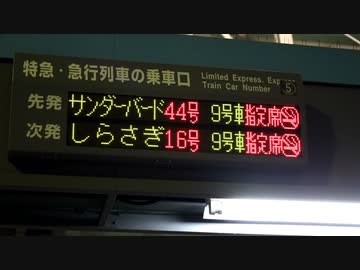 特急・急行列車の乗車口
Limited Express. Express
Train Car Number
5
先発 サンダーバード44号 9号車指定席
次発 しらさぎ16号 9号車指定席